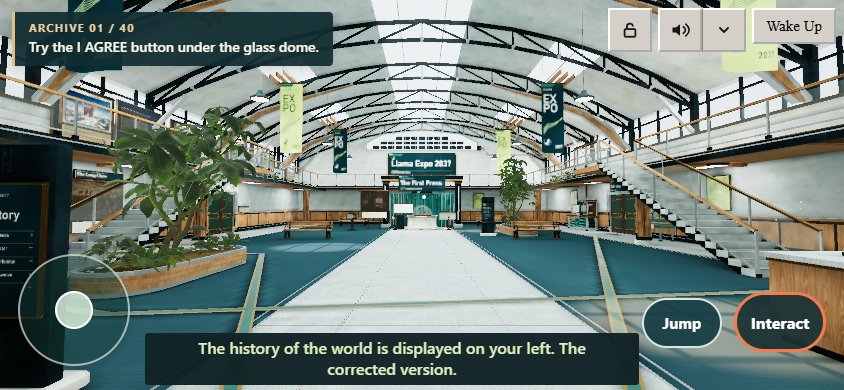 ARCHIVE 01 / 40
Try the I AGREE button under the glass dome.
Wake Up
2037
EXPO
EXPO
Llama Expo 2037
The First Press
tory
Jump
Interact
The history of the world is displayed on your left. The
corrected version.